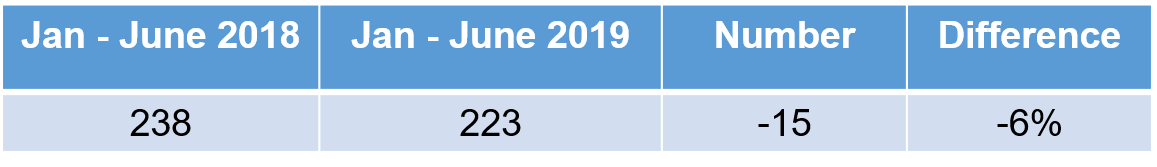 Jan - June 2018 Jan - June 2019 Number Difference
238 223 -15 -6%